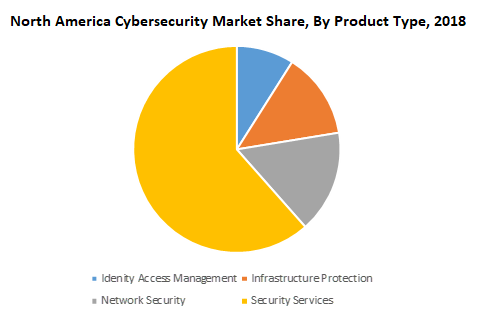 North America Cybersecurity Market Share, By Product Type, 2018
Idenity Access Management Infrastructure Protection
Network Security Security Services